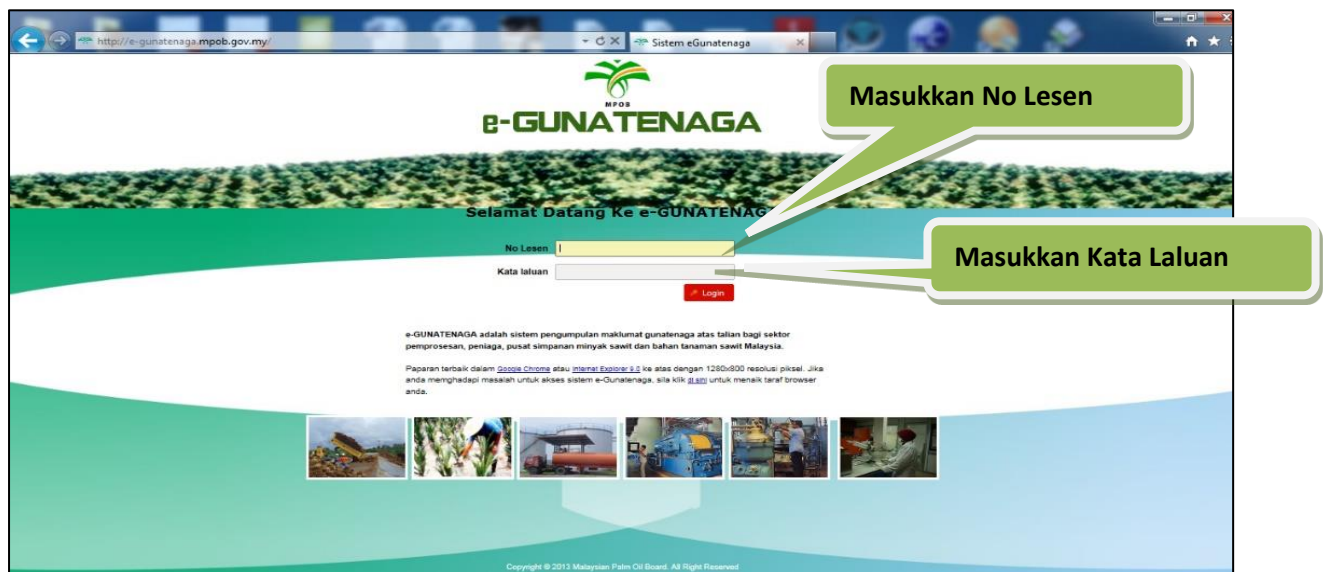 http://e-gunatenaga.mpob.gov.my/
Sistem eGunatenaga
MPOB
e-GUNATENAGA
Masukkan No Lesen
Selamat Datang Ke e-GUNATENAG
No Lesen
Masukkan Kata Laluan
Kata laluan
Login
e-GUNATENAGA adalah sistem pengumpulan maklumat gunatenaga atas talian bagi sektor
pemprosesan, peniaga, pusat simpanan minyak sawit dan bahan tanaman sawit Malaysia.
Paparan terbaik dalam Google Chrome atau Internet Explorer 9.0 ke atas dengan 1280x800 resolusi piksel. Jika
anda memghadapi masalah untuk akses sistem e-Gunatenaga, sila klik di sini untuk menaik taraf browser
anda.
Copyright © 2013 Malaysian Palm Oil Board. All Right Reserved